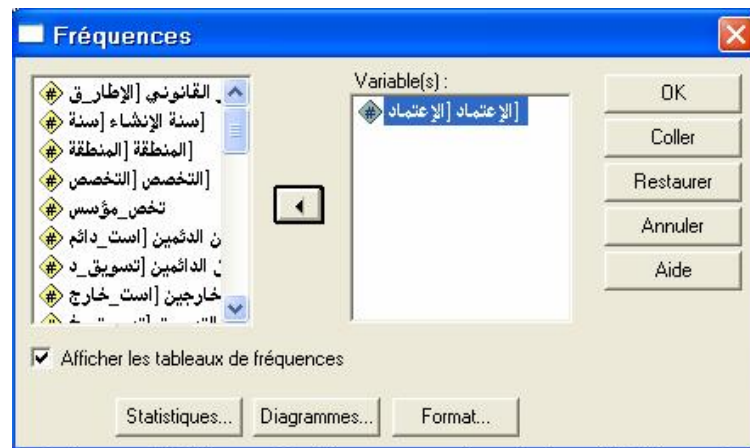 Fréquences
القانوني [الإطار_ق
سنة الإنشاء [سنة]
المنطقة [المنطقة]
التخصص [التخصص]
تخص_مؤسس
ن الدئمين [است_دائم
الدائمين [تسويق_د
خارجين [است_خارج
Variable(s) :
الإعتماد [الإعتماد]
OK
Coller
Restaurer
Annuler
Aide
Afficher les tableaux de fréquences
Statistiques...
Diagrammes...
Format...